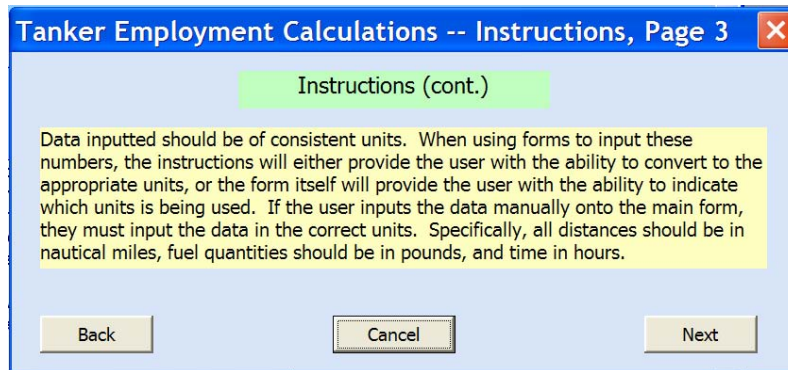 Tanker Employment Calculations -- Instructions, Page 3
Instructions (cont.)
Data inputted should be of consistent units. When using forms to input these
numbers, the instructions will either provide the user with the ability to convert to the
appropriate units, or the form itself will provide the user with the ability to indicate
which units is being used. If the user inputs the data manually onto the main form,
they must input the data in the correct units. Specifically, all distances should be in
nautical miles, fuel quantities should be in pounds, and time in hours.
Back Cancel Next